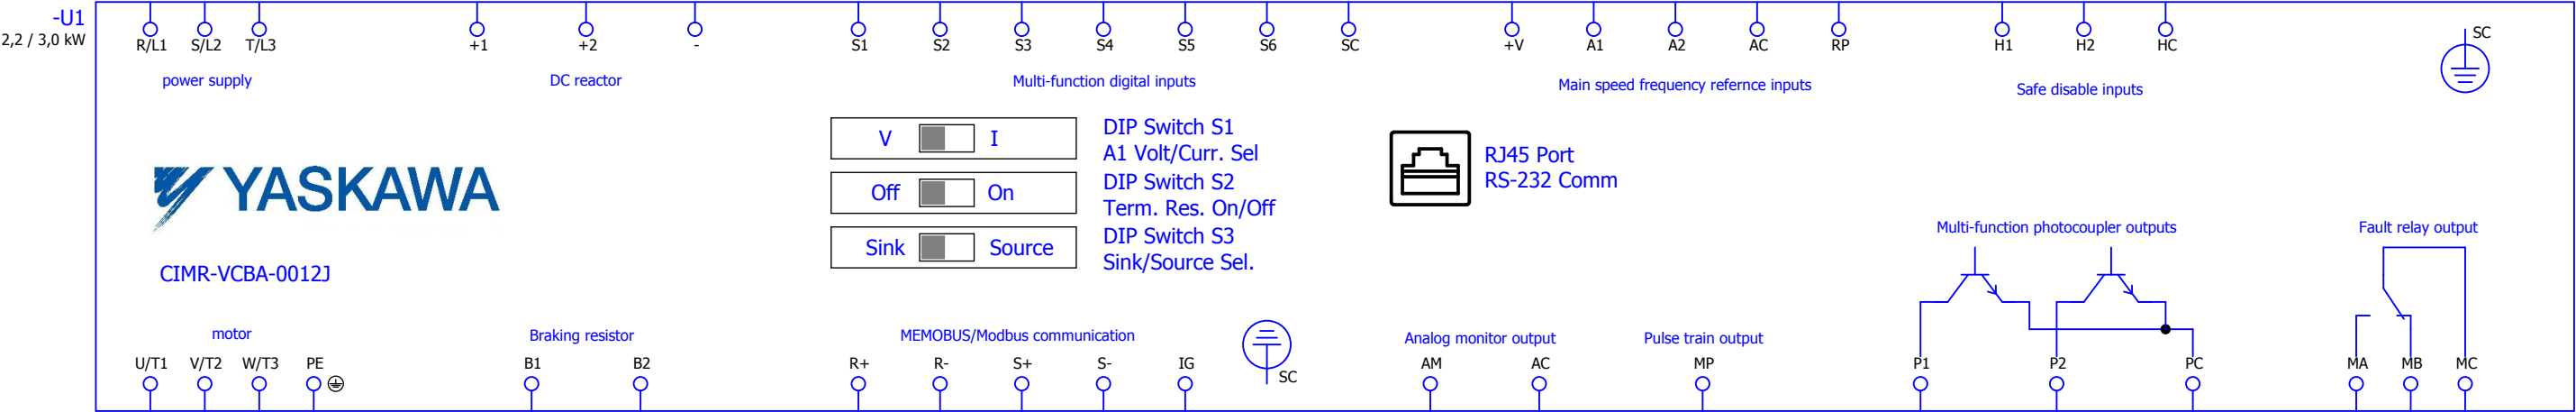 -U1
2,2 / 3,0 kW
R/L1 S/L2 T/L3 +1 +2 - S1 S2 S3 S4 S5 S6 SC +V A1 A2 AC RP H1 H2 HC SC
power supply DC reactor Multi-function digital inputs Main speed frequency refernce inputs Safe disable inputs
V I DIP Switch S1
A1 Volt/Curr. Sel
Off On DIP Switch S2
Term. Res. On/Off
Sink Source DIP Switch S3
Sink/Source Sel.
RJ45 Port
RS-232 Comm
YASKAWA
CIMR-VCBA-0012J
Multi-function photocoupler outputs Fault relay output
motor Braking resistor MEMOBUS/Modbus communication Analog monitor output Pulse train output
U/T1 V/T2 W/T3 PE B1 B2 R+ R- S+ S- IG SC AM AC MP P1 P2 PC MA MB MC